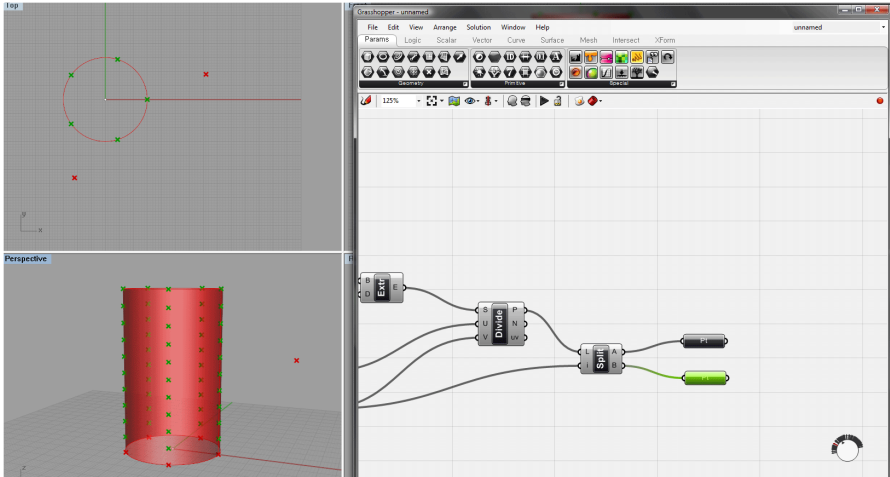 Top
Grasshopper - unnamed
File Edit View Arrange Solution Window Help
unnamed
Params Logic Scalar Vector Curve Surface Mesh Intersect XForm
Geometry
Primitive
Special
125%
y
x
Perspective
B
D
Extr
E
S
U
V
Divide
P
N
uv
L
I
Split
A
B
Pt
z